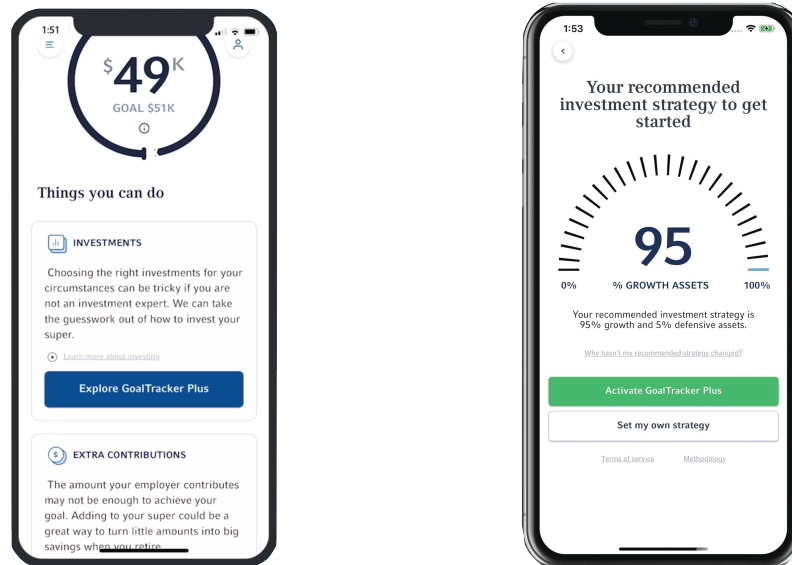 1:51
$49K
GOAL $51K
Things you can do
INVESTMENTS
Choosing the right investments for your
circumstances can be tricky if you are
not an investment expert. We can take
the guesswork out of how to invest your
super.
Learn more about investing
Explore GoalTracker Plus
$
EXTRA CONTRIBUTIONS
The amount your employer contributes
may not be enough to achieve your
goal. Adding to your super could be a
great way to turn little amounts into big
savings when you retire
1:53
Your recommended
investment strategy to get
started
95
0%
% GROWTH ASSETS
100%
Your recommended investment strategy is
95% growth and 5% defensive assets.
Why hasn't my recommended strategy changed?
Activate GoalTracker Plus
Set my own strategy
Terms of service
Methodology